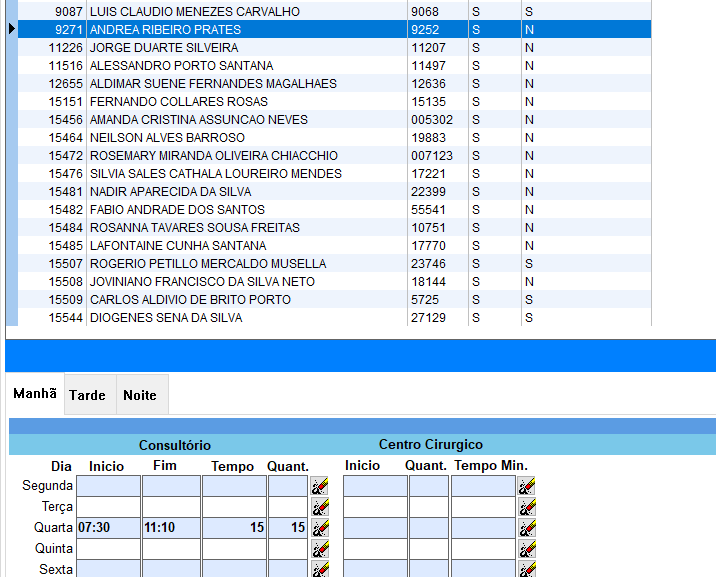 9087 LUIS CLAUDIO MENEZES CARVALHO 9068 S S
9271 ANDREA RIBEIRO PRATES 9252 S N
11226 JORGE DUARTE SILVEIRA 11207 S N
11516 ALESSANDRO PORTO SANTANA 11497 S N
12655 ALDIMAR SUENE FERNANDES MAGALHAES 12636 S N
15151 FERNANDO COLLARES ROSAS 15135 S N
15456 AMANDA CRISTINA ASSUNCAO NEVES 005302 S N
15464 NEILSON ALVES BARROSO 19883 S N
15472 ROSEMARY MIRANDA OLIVEIRA CHIACCHIO 007123 S N
15476 SILVIA SALES CATHALA LOUREIRO MENDES 17221 S N
15481 NADIR APARECIDA DA SILVA 22399 S N
15482 FABIO ANDRADE DOS SANTOS 55541 S N
15484 ROSANNA TAVARES SOUSA FREITAS 10751 S N
15485 LAFONTAINE CUNHA SANTANA 17770 S N
15507 ROGERIO PETILLO MERCALDO MUSELLA 23746 S S
15508 JOVINIANO FRANCISCO DA SILVA NETO 18144 S N
15509 CARLOS ALDIVIO DE BRITO PORTO 5725 S S
15544 DIOGENES SENA DA SILVA 27129 S S
Manhã Tarde Noite
Consultório Centro Cirurgico
Dia Inicio Fim Tempo Quant. Inicio Quant. Tempo Min.
Segunda
Terça
Quarta 07:30 11:10 15 15
Quinta
Sexta